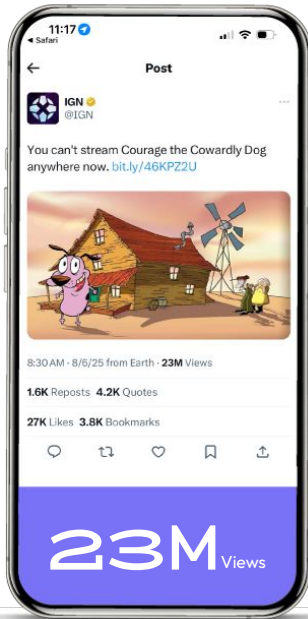 11:17
◄ Safari
Post
IGN
@IGN
You can't stream Courage the Cowardly Dog
anywhere now. bit.ly/46KPZ2U
8:30 AM · 8/6/25 from Earth · 23M Views
1.6K Reposts 4.2K Quotes
27K Likes 3.8K Bookmarks
23M Views